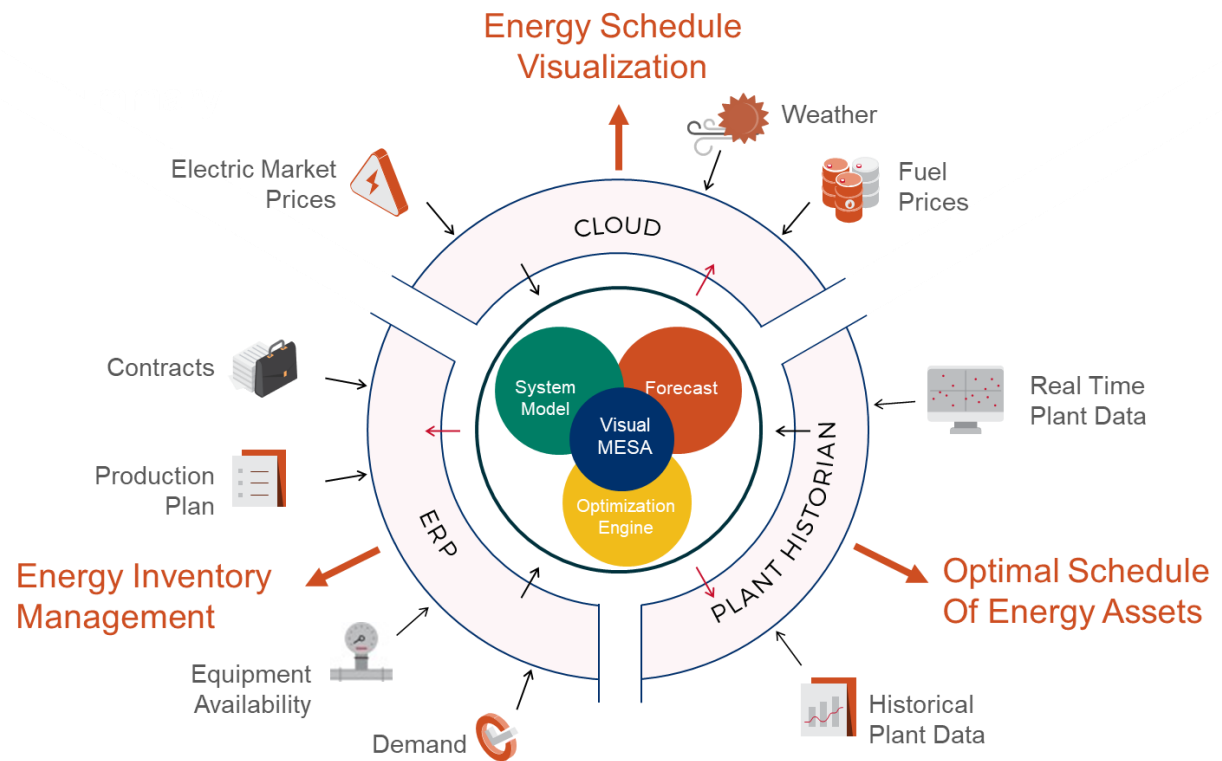 Energy Schedule
Visualization
Weather
Electric Market
Prices
Fuel
Prices
CLOUD
Contracts
System
Model
Forecast
Real Time
Plant Data
Visual
MESA
Production
Plan
Optimization
Engine
ERP
PLANT HISTORIAN
Energy Inventory
Management
Optimal Schedule
Of Energy Assets
Equipment
Availability
Historical
Plant Data
Demand